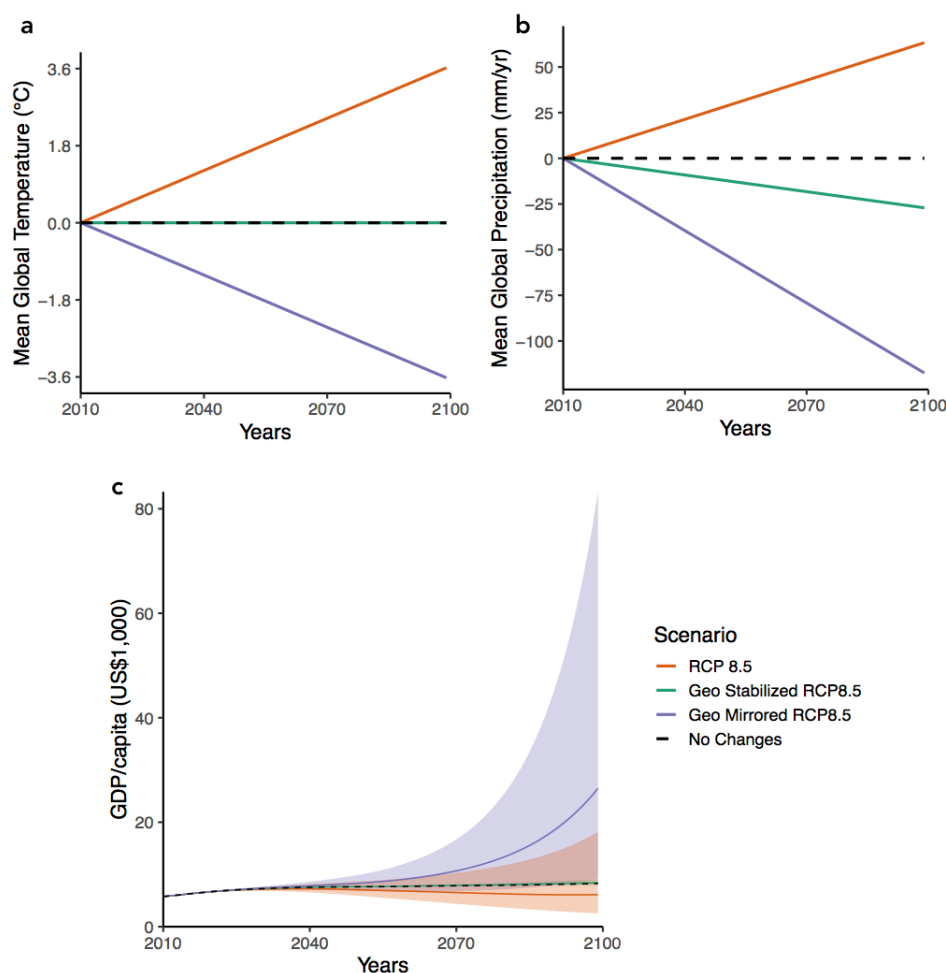 a
Mean Global Temperature (°C)
3.6
1.8
0.0
−1.8
−3.6
2010 2040 2070 2100
Years
b
Mean Global Precipitation (mm/yr)
50
25
0
−25
−50
−75
−100
2010 2040 2070 2100
Years
c
GDP/capita (US$1,000)
80
60
40
20
0
2010 2040 2070 2100
Years
Scenario
RCP 8.5
Geo Stabilized RCP8.5
Geo Mirrored RCP8.5
No Changes